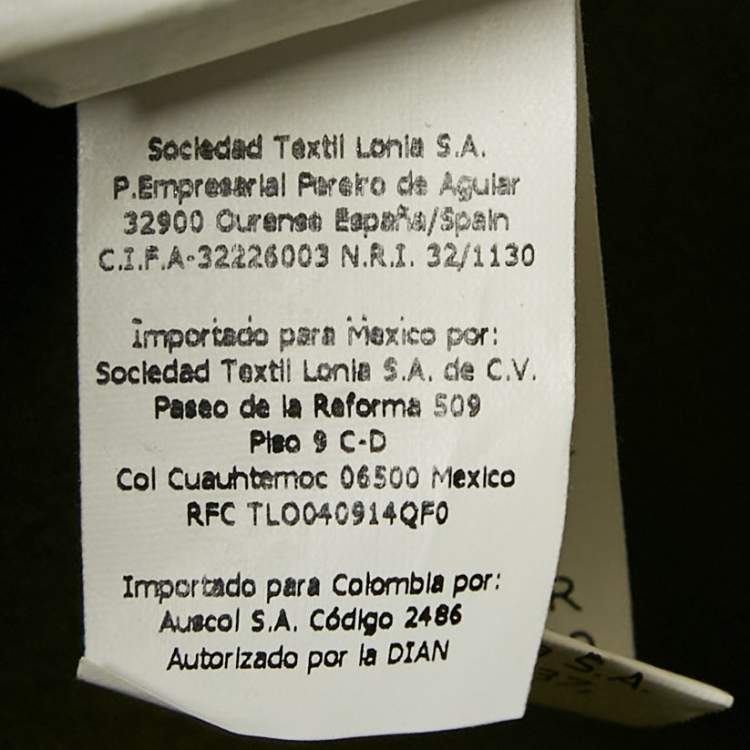 Sociedad Textil Lonia S.A.
P.Empresarial Pereiro de Aguiar
32900 Ourense España/Spain
C.I.F.A-32226003 N.R.I. 32/1130
Importado para Mexico por:
Sociedad Textil Lonia S.A. de C.V.
Paseo de la Reforma 509
Piso 9 C-D
Col Cuauhtemoc 06500 Mexico
RFC TLO040914QF0
Importado para Colombia por:
Auscol S.A. Código 2486
Autorizado por la DIAN
R
S.A.